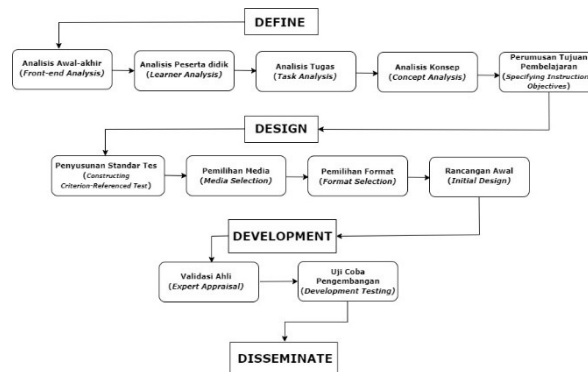 DEFINE
Analisis Awal-akhir
(Front-end Analysis)
Analisis Peserta didik
(Learner Analysis)
Analisis Tugas
(Task Analysis)
Analisis Konsep
(Concept Analysis)
Perumusan Tujuan
Pembelajaran
(Specifying Instruction
Objectives)
DESIGN
Penyusunan Standar Tes
(Constructing
Criterion-Referenced Test)
Pemilihan Media
(Media Selection)
Pemilihan Format
(Format Selection)
Rancangan Awal
(Initial Design)
DEVELOPMENT
Validasi Ahli
(Expert Appraisal)
Uji Coba
Pengembangan
(Development Testing)
DISSEMINATE